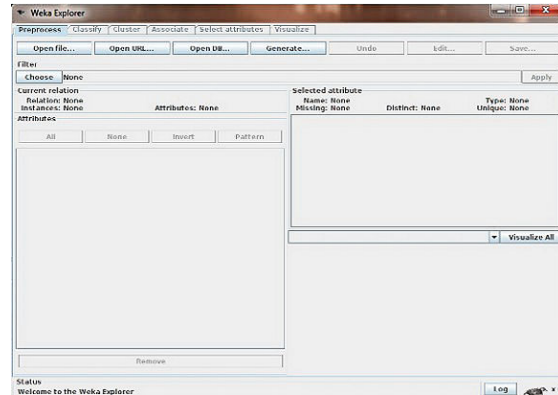 Weka Explorer
Preprocess Classify Cluster Associate Select attributes Visualize
Open file... Open URL... Open DB... Generate... Undo Edit... Save...
Filter
Choose None Apply
Current relation
Relation: None
Instances: None Attributes: None
Selected attribute
Name: None Type: None
Missing: None Distinct: None Unique: None
Attributes
All None Invert Pattern
Visualize All
Remove
Status
Welcome to the Weka Explorer
Log
x 0